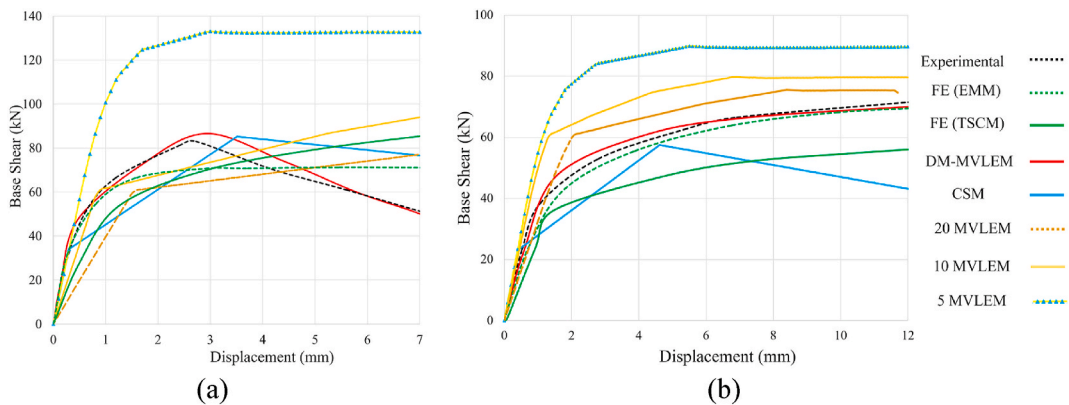 140
120
100
80
60
40
20
0
Base Shear (kN)
0 1 2 3 4 5 6 7
Displacement (mm)
(a)
100
80
60
40
20
0
Base Shear (kN)
0 2 4 6 8 10 12
Displacement (mm)
(b)
Experimental
FE (EMM)
FE (TSCM)
DM-MVLEM
CSM
20 MVLEM
10 MVLEM
5 MVLEM